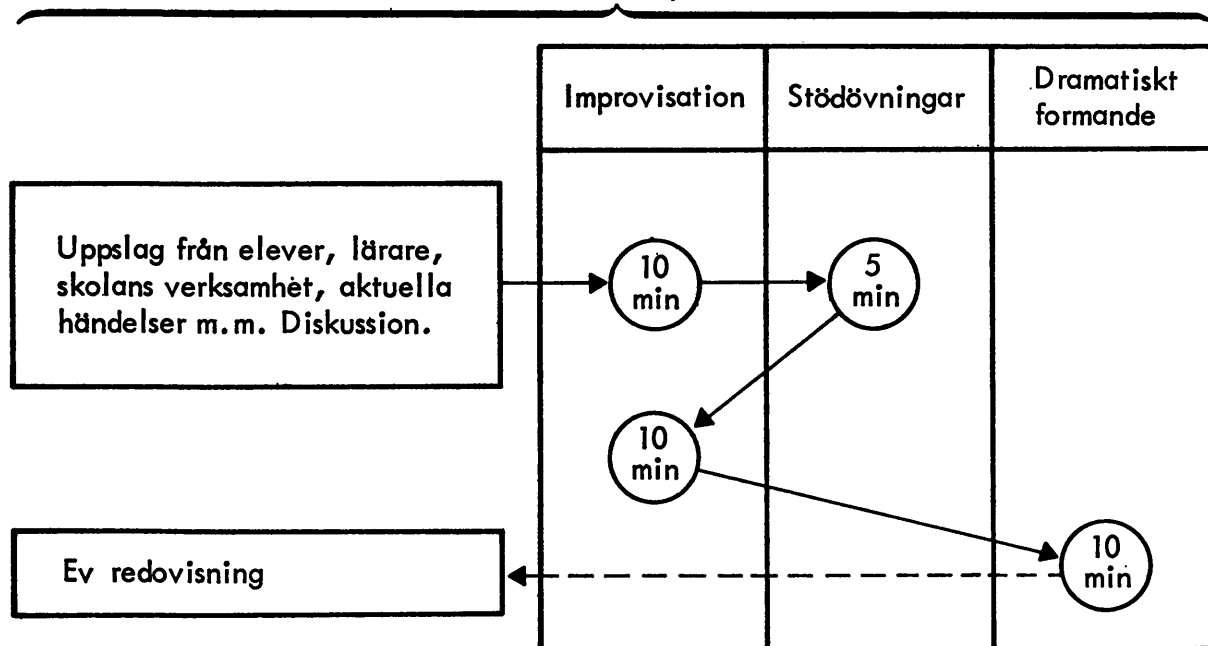 Improvisation
Stödövningar
Dramatiskt
formande
Uppslag från elever, lärare,
skolans verksamhet, aktuella
händelser m.m. Diskussion.
10
min
5
min
10
min
10
min
Ev redovisning